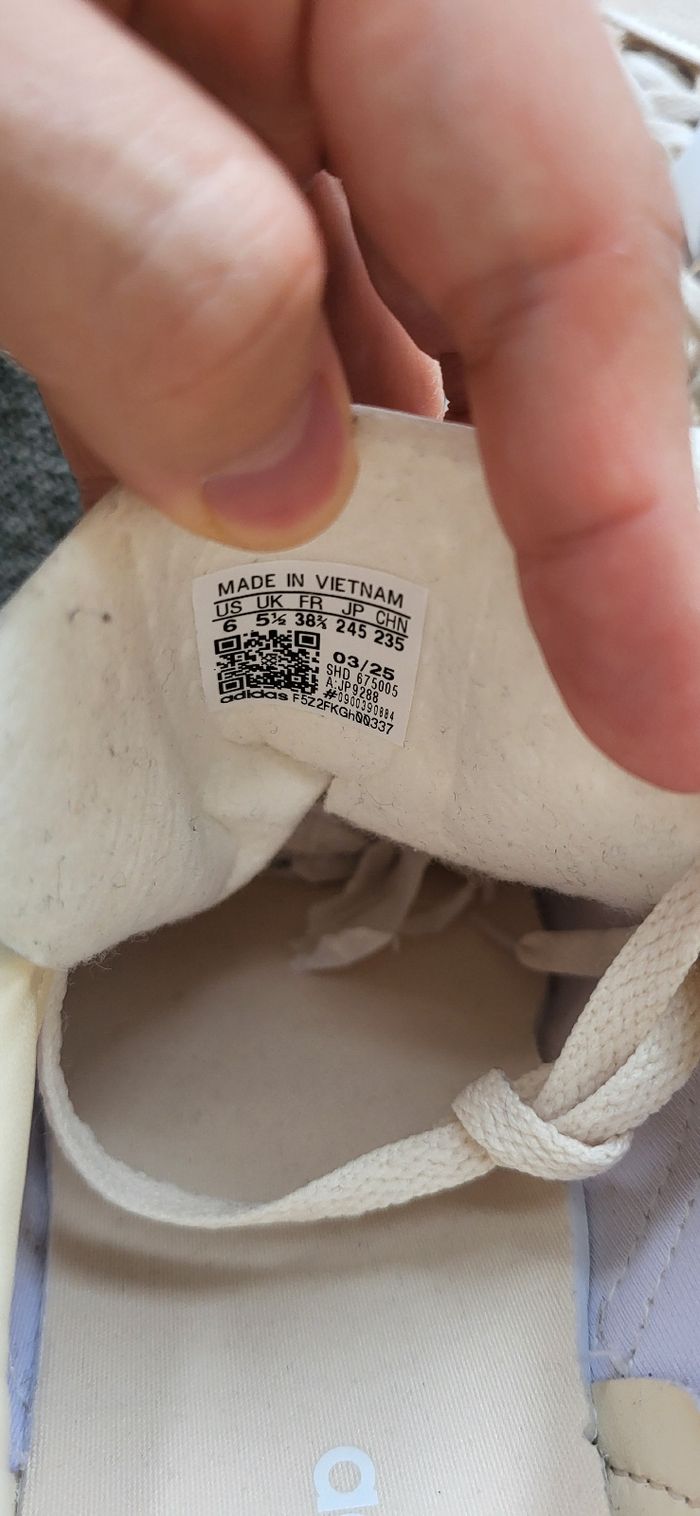 MADE IN VIETNAM
US UK FR JP CHN
6 5½ 38⅔ 245 235
03/25
SHD 675005
A:JP9288
#0900390884
adidas F5Z2FKGh00337
a